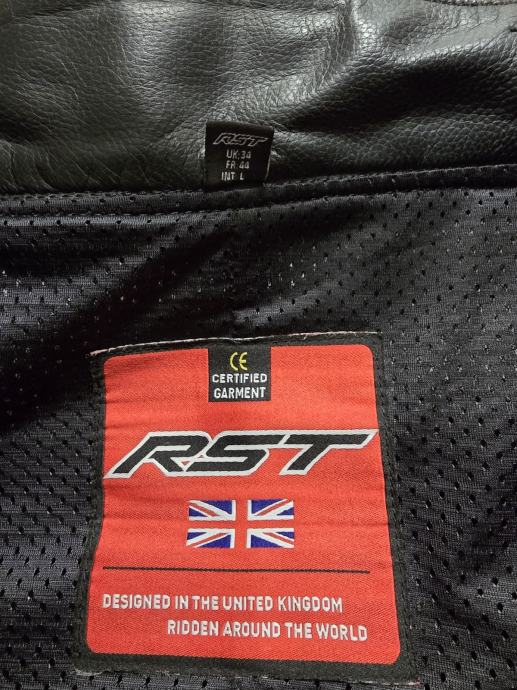 RST
UK:34
FR:44
INT L
CE
CERTIFIED
GARMENT
RST
DESIGNED IN THE UNITED KINGDOM
RIDDEN AROUND THE WORLD